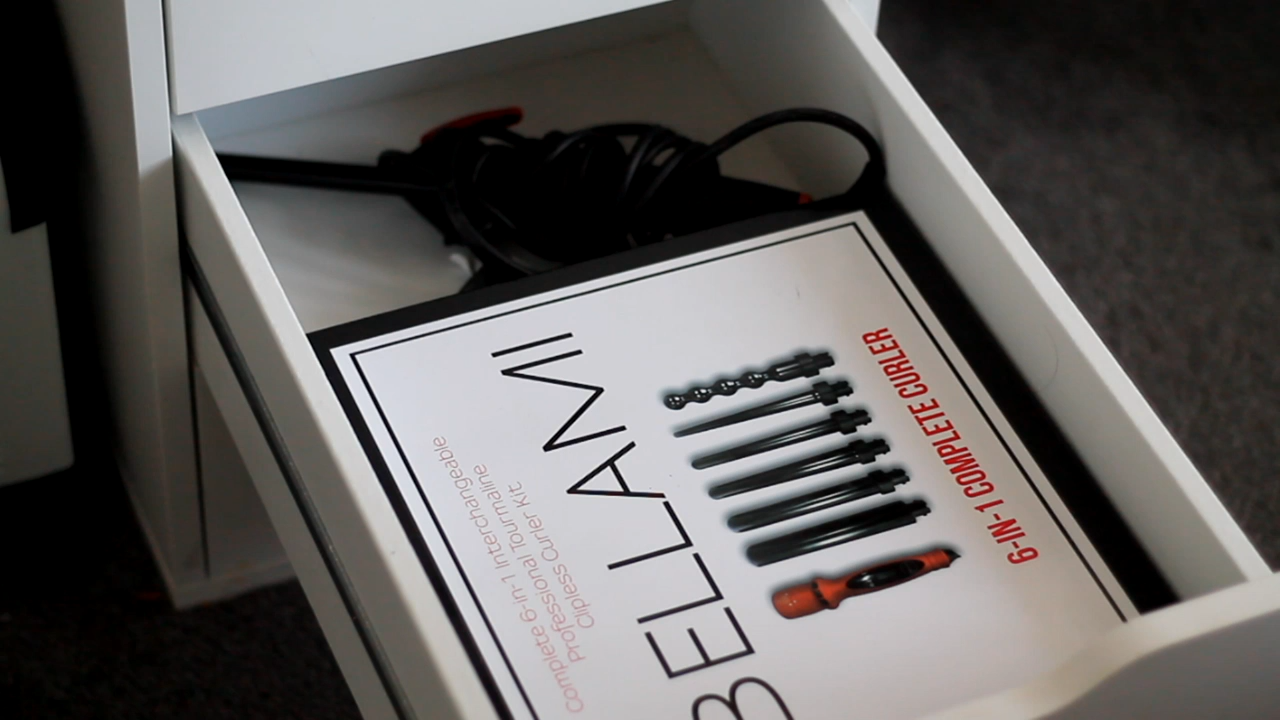 6-IN-1 COMPLETE CURLER
BELLAMI
Complete 6-in-1 Interchangeable
Professional Tourmaline
Clipless Curler Kit